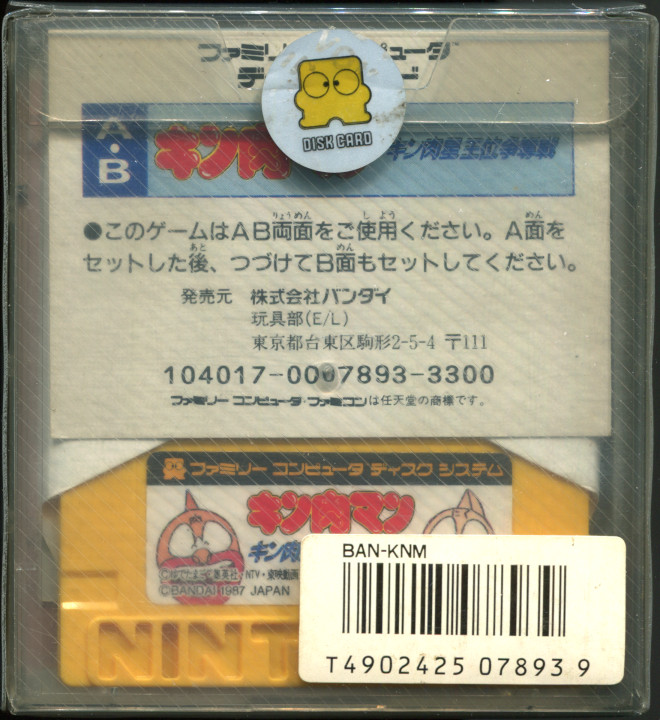 ファミリーコンピュータ
DISK CARD
A・B
キン肉
キン肉星王位争奪戦
●このゲームはAB両面をご使用ください。A面を
セットした後、つづけてB面もセットしてください。
発売元 株式会社バンダイ
玩具部(E/L)
東京都台東区駒形2-5-4 〒111
104017-0007893-3300
ファミリーコンピュータ・ファミコンは任天堂の商標です。
ファミリー コンピュータ ディスク システム
キン肉マン
キン肉
©BANDAI 1987 JAPAN
NINT
BAN-KNM
T4902425 07893 9